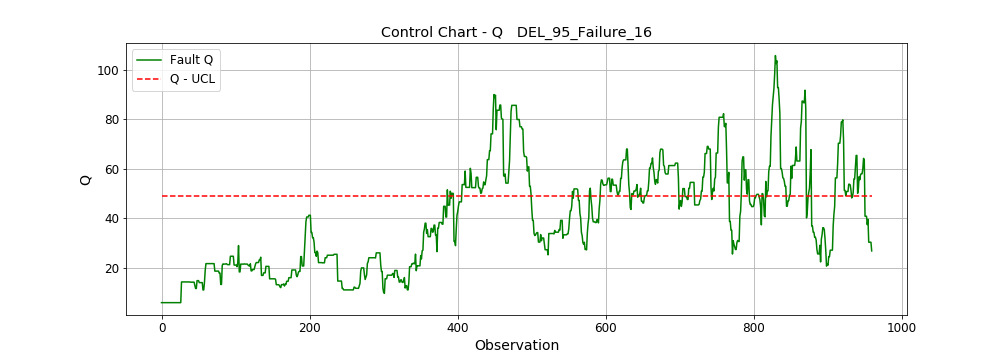 Control Chart - Q   DEL_95_Failure_16
Fault Q
Q - UCL
100
80
60
40
20
Q
0
200
400
600
800
1000
Observation